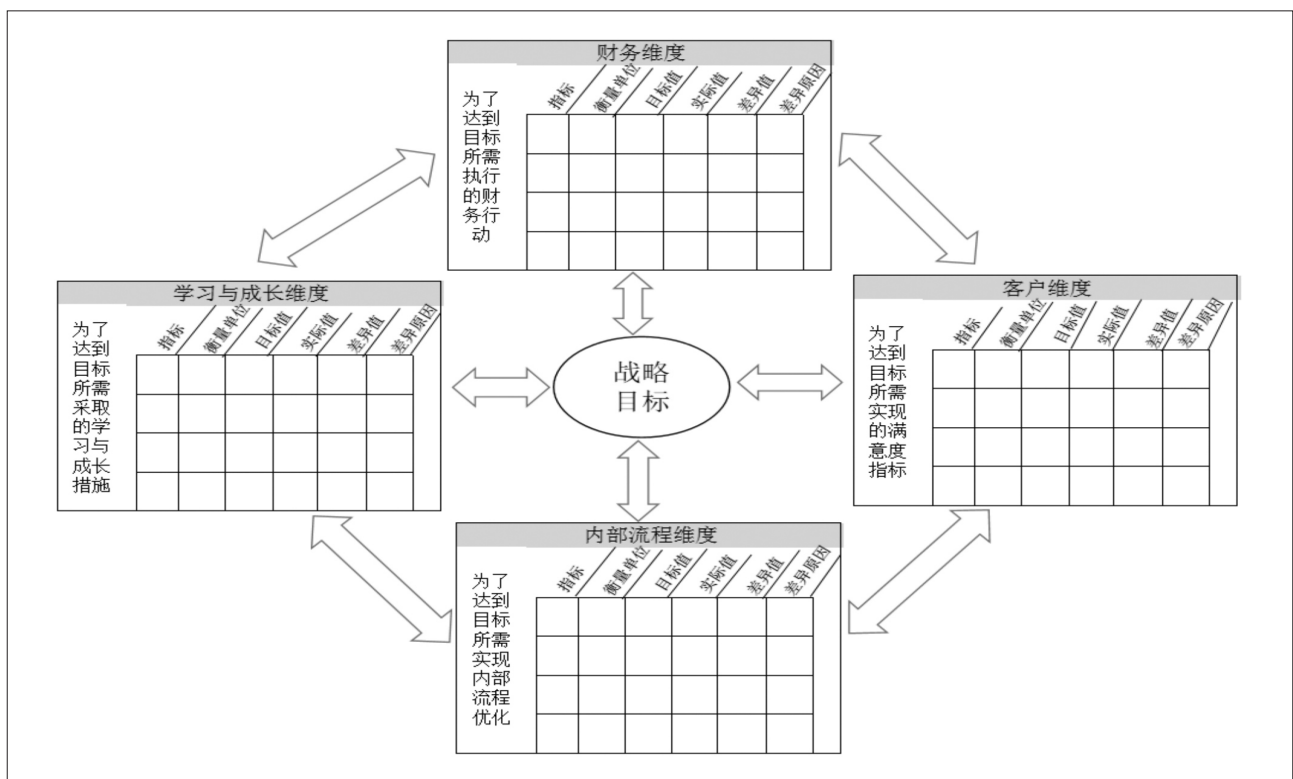 财务维度
指标
衡量单位
目标值
实际值
差异值
差异原因
为了
达到
目标
所需
执行
的财
务行
动
学习与成长维度
指标
衡量单位
目标值
实际值
差异值
差异原因
为了
达到
目标
所需
采取
的学
习与
成长
措施
战略
目标
客户维度
指标
衡量单位
目标值
实际值
差异值
差异原因
为了
达到
目标
所需
实现
的满
意度
指标
内部流程维度
指标
衡量单位
目标值
实际值
差异值
差异原因
为了
达到
目标
所需
实现
内部
流程
优化